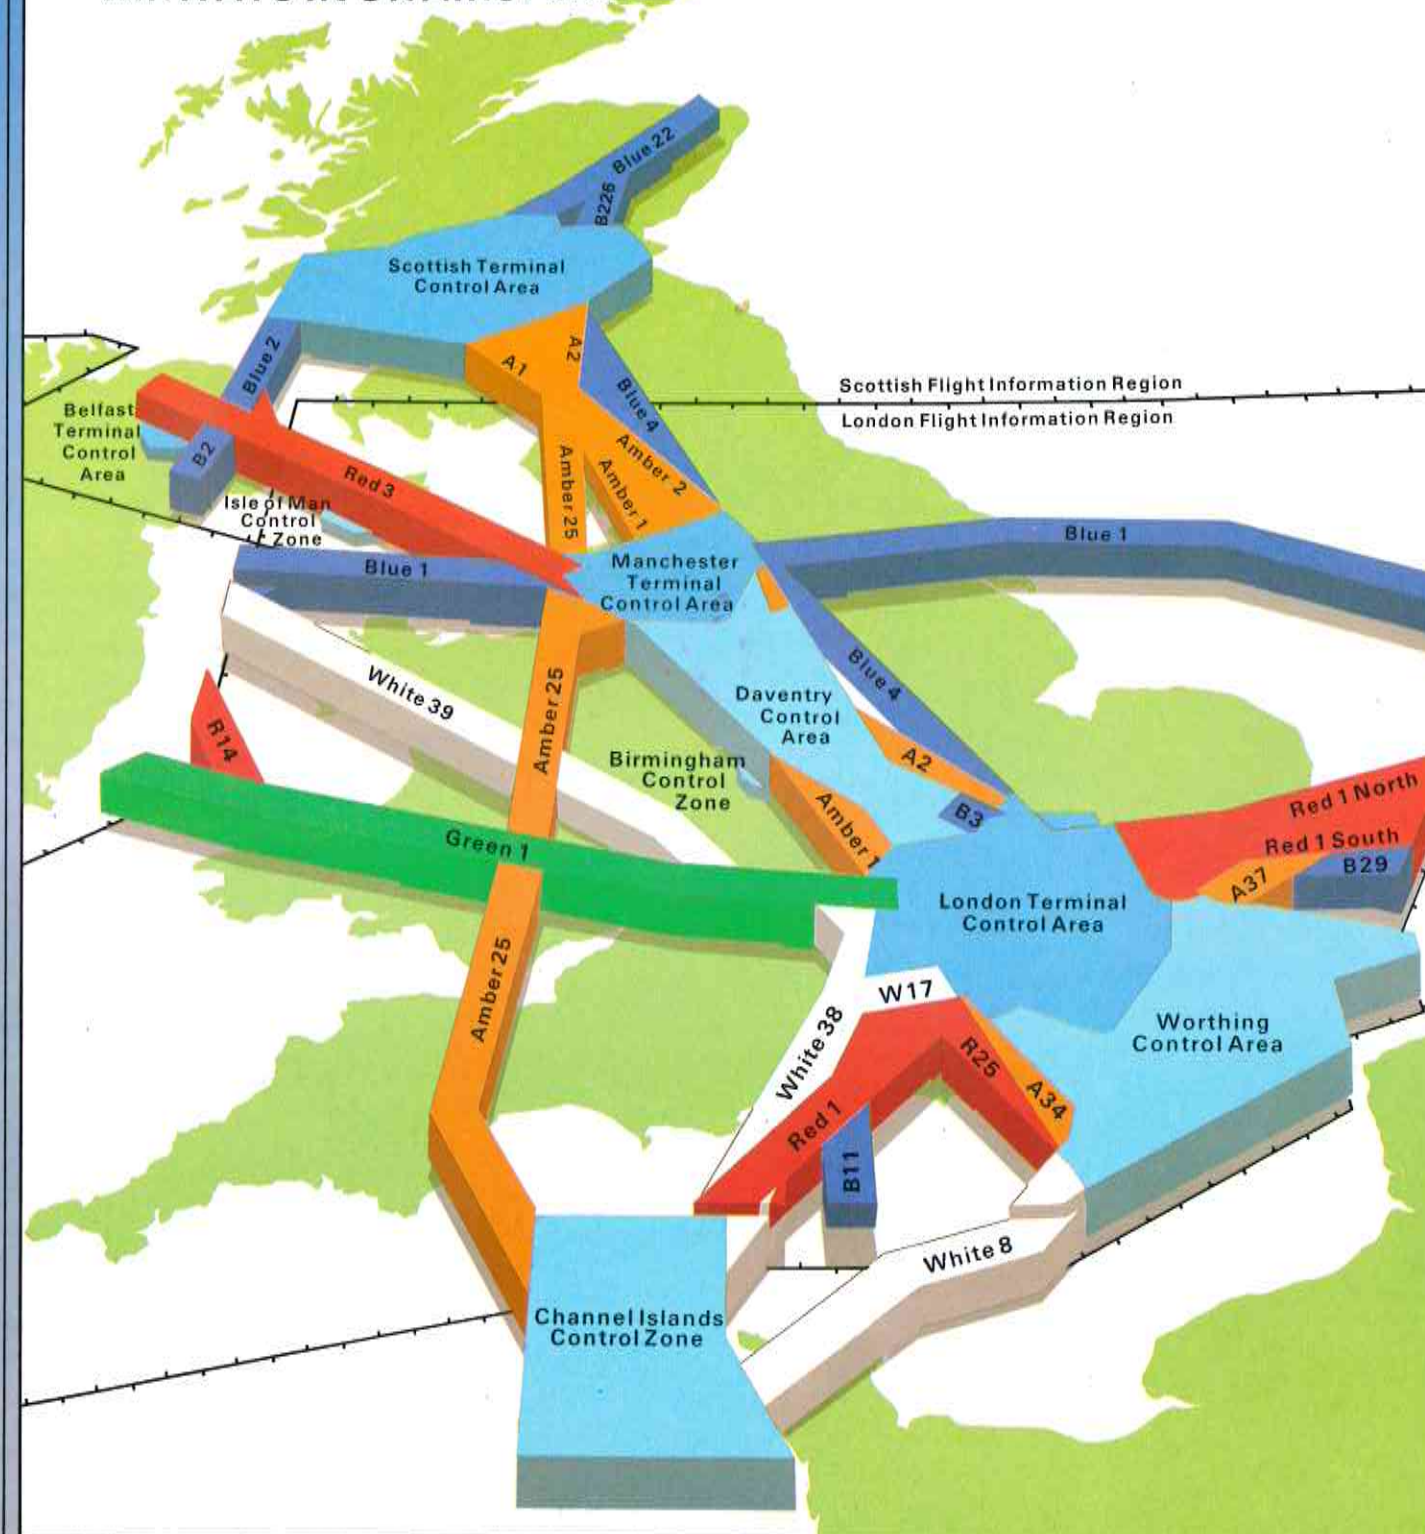 Blue 22
B226
Scottish Terminal
Control Area
Blue 2
A1
A2
Blue 4
Scottish Flight Information Region
London Flight Information Region
Belfast
Terminal
Control
Area
B2
Red 3
Amber 2
Amber 1
Amber 25
Isle of Man
Control
Zone
Blue 1
Blue 1
Manchester
Terminal
Control Area
White 39
Amber 25
Blue 4
Daventry
Control
Area
R14
Birmingham
Control
Zone
A2
B3
Amber 1
Red 1 North
Red 1 South
A37
B29
Green 1
London Terminal
Control Area
Amber 25
W17
White 38
Worthing
Control Area
R25
A34
Red 1
B11
White 8
Channel Islands
Control Zone